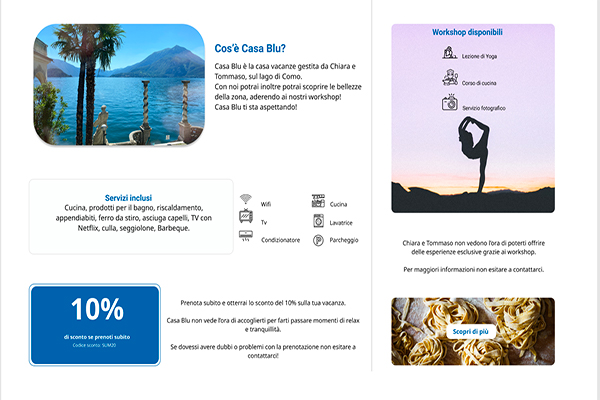 Cos'è Casa Blu?
Casa Blu è la casa vacanze gestita da Chiara e
Tommaso, sul lago di Como.
Con noi potrai inoltre potrai scoprire le bellezze
della zona, aderendo ai nostri workshop!
Casa Blu ti sta aspettando!
Servizi inclusi
Cucina, prodotti per il bagno, riscaldamento,
appendiabiti, ferro da stiro, asciuga capelli, TV con
Netflix, culla, seggiolone, Barbeque.
Wifi
Cucina
Tv
Lavatrice
Condizionatore
Parcheggio
10%
di sconto se prenoti subito
Codice sconto: SLIM20
Prenota subito e otterrai lo sconto del 10% sulla tua vacanza.
Casa Blu non vede l'ora di accoglierti per farti passare momenti di relax
e tranquillità.
Se dovessi avere dubbi o problemi con la prenotazione non esitare a
contattarci!
Workshop disponibili
Lezione di Yoga
Corso di cucina
Servizio fotografico
Chiara e Tommaso non vedono l'ora di poterti offrire
delle esperienze esclusive grazie ai workshop.
Per maggiori informazioni non esitare a contattarci.
Scopri di più